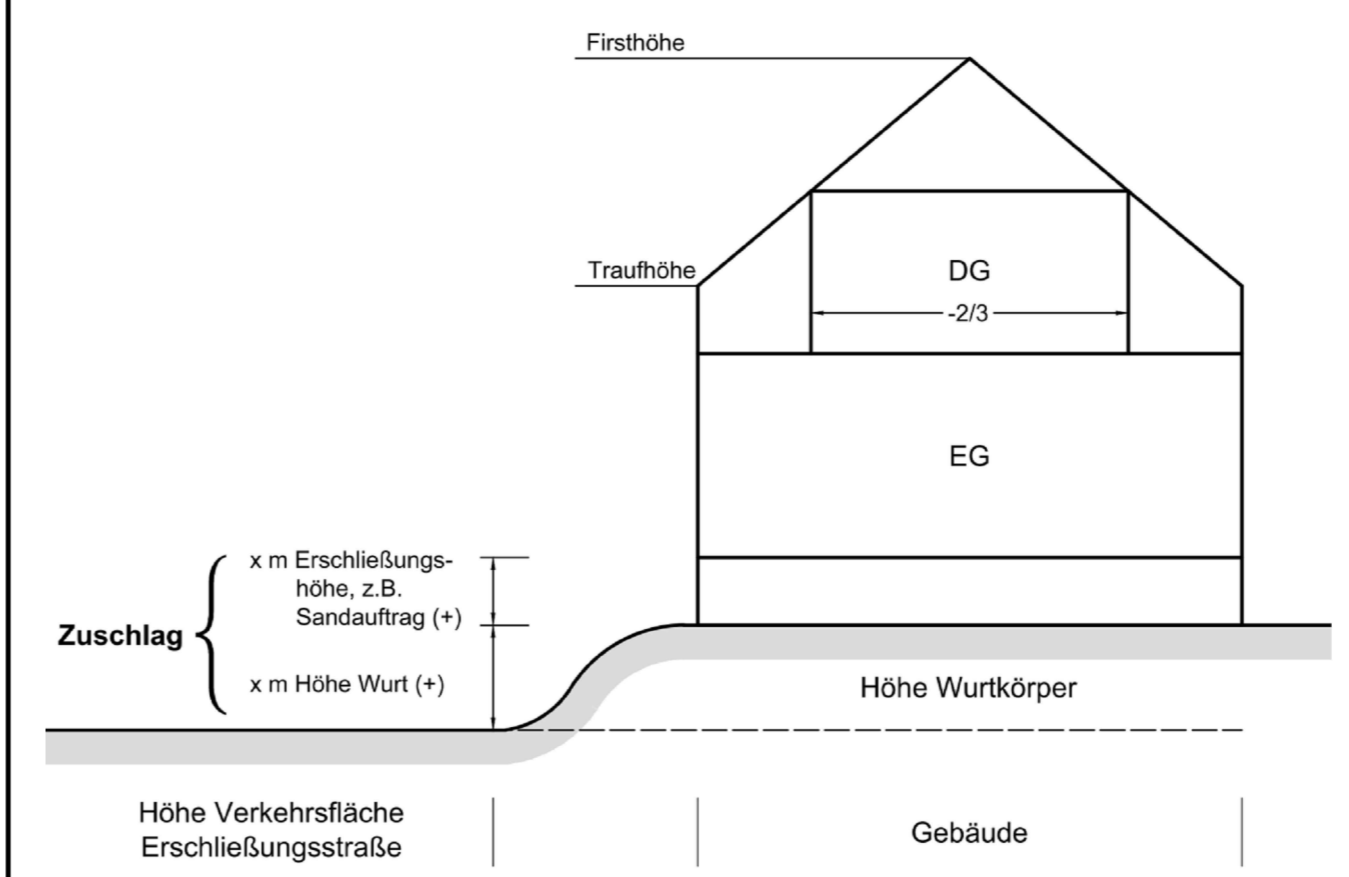 Firsthöhe
Traufhöhe
DG
-2/3
EG
x m Erschließungs-
höhe, z.B.
Sandauftrag (+)
Zuschlag
x m Höhe Wurt (+)
Höhe Wurtkörper
Höhe Verkehrsfläche
Erschließungsstraße
Gebäude